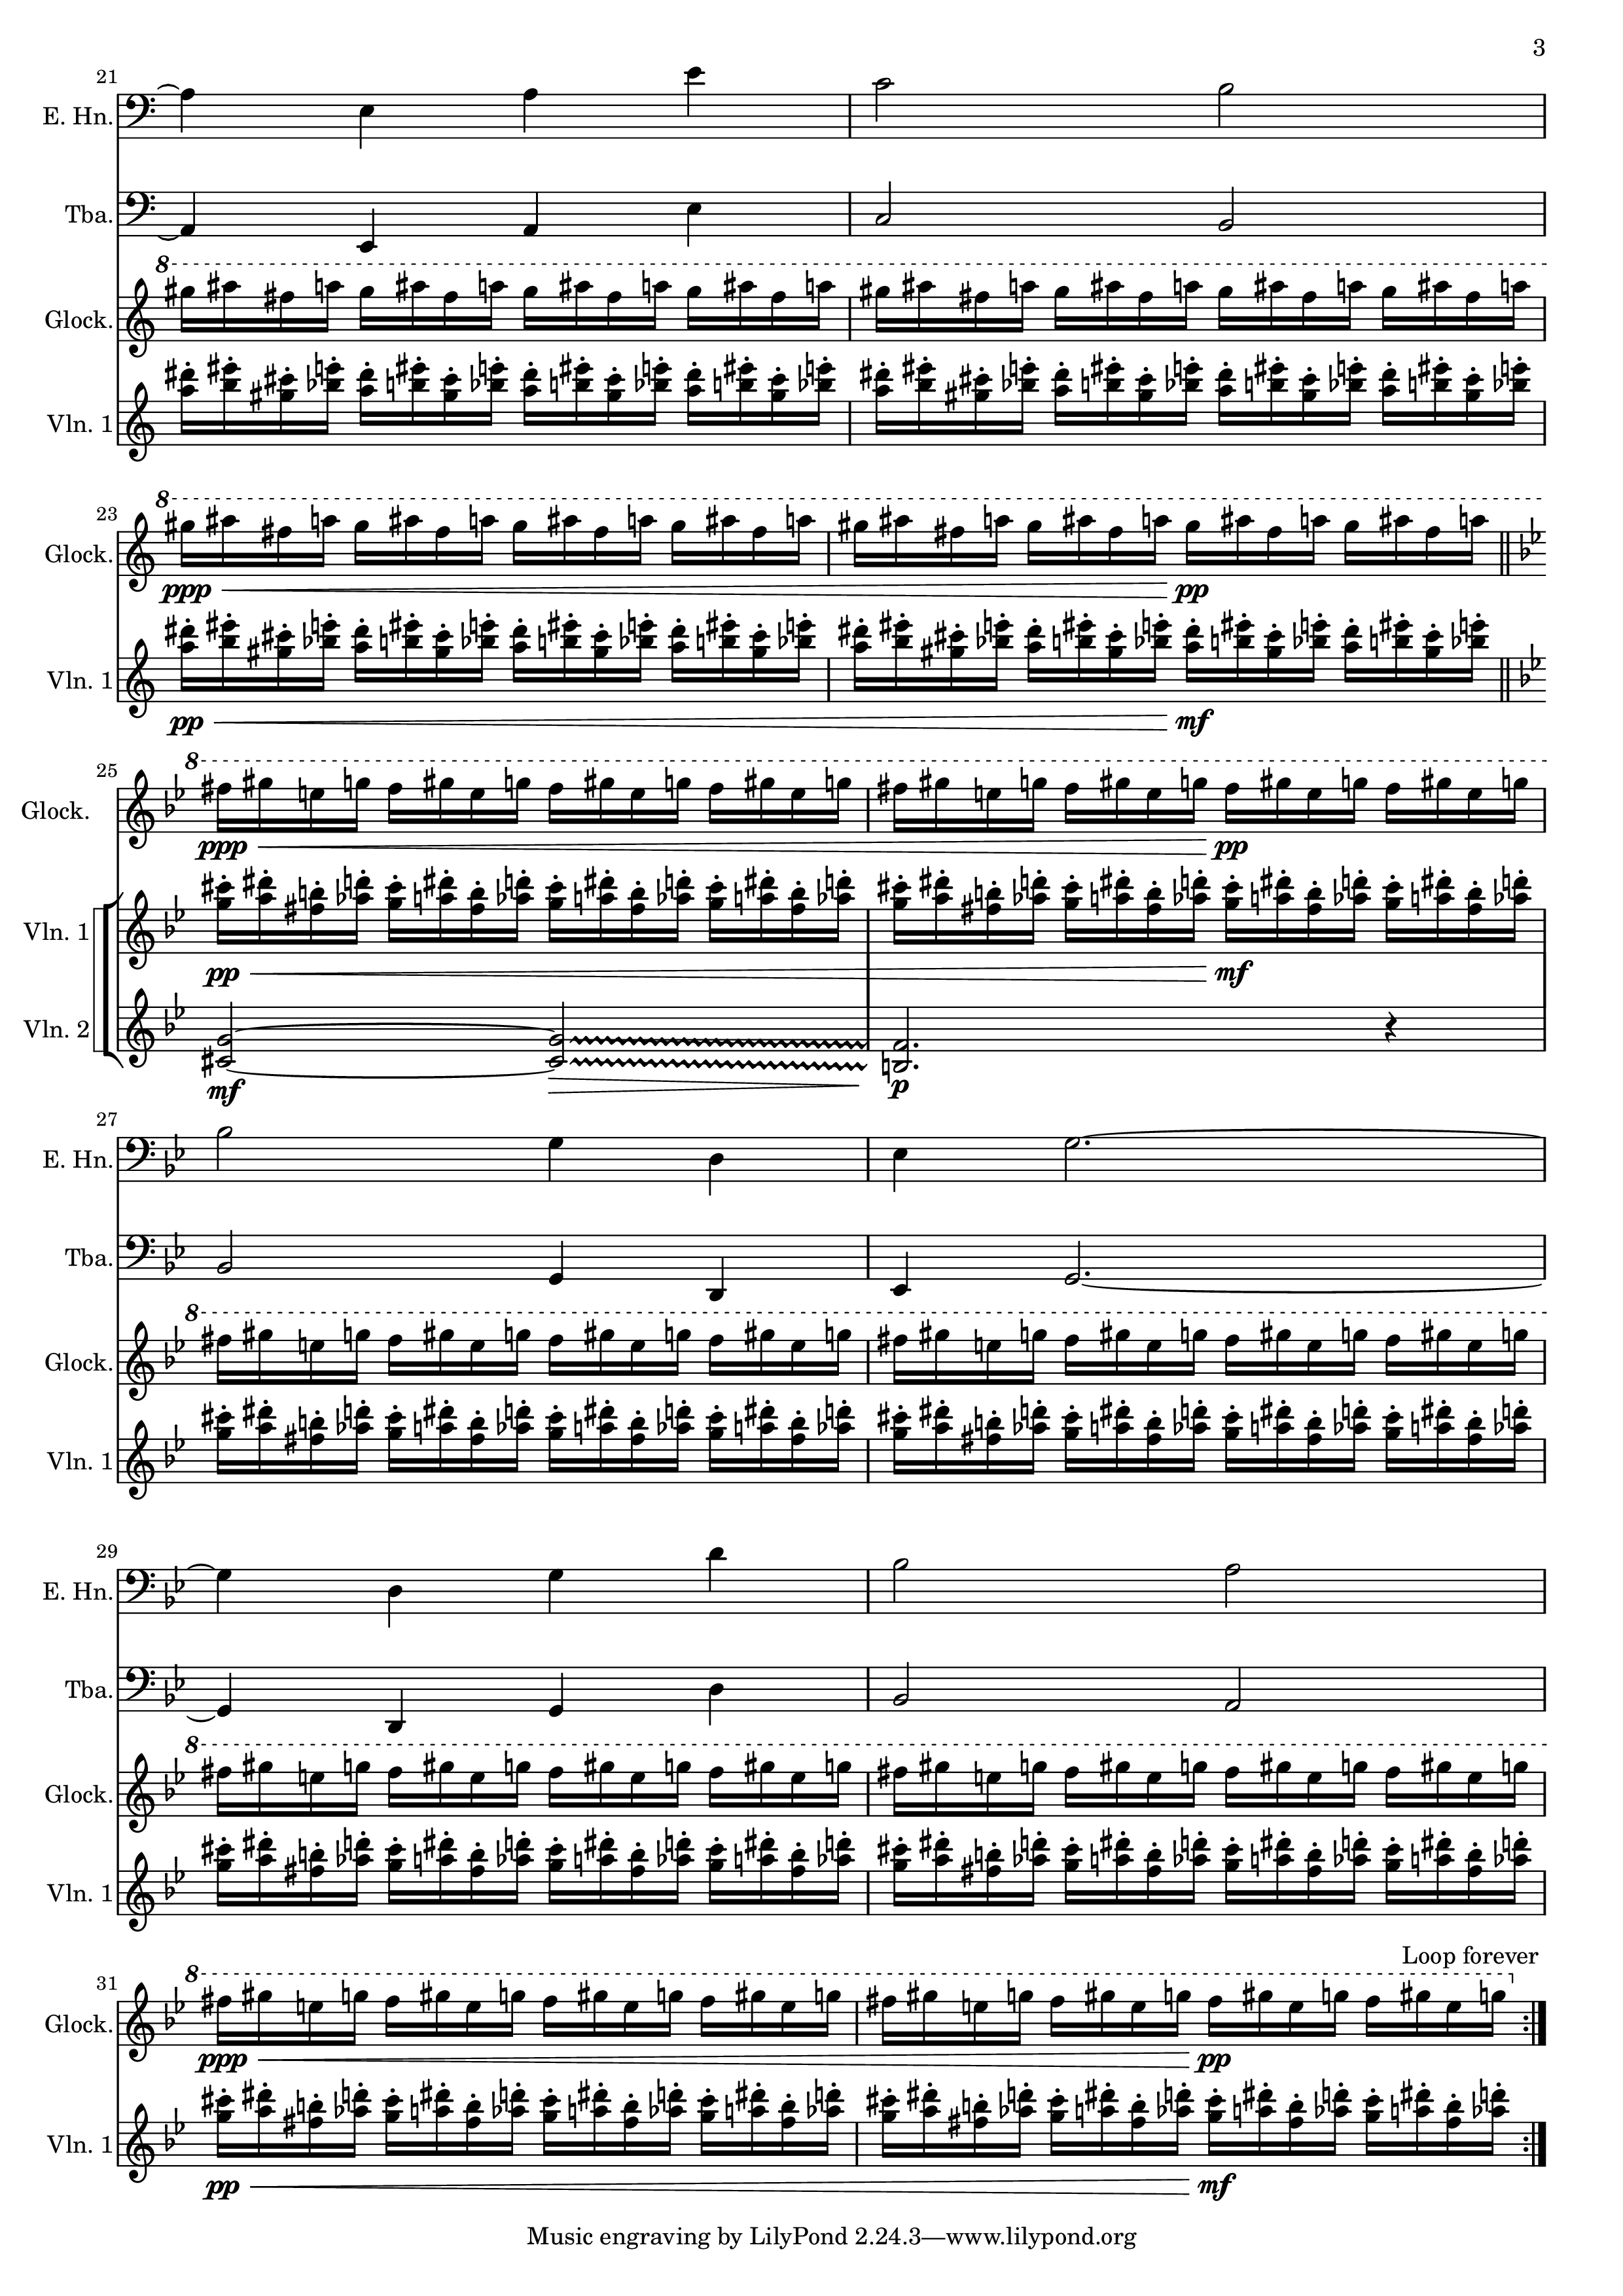 3
21
E. Hn.
Tba.
8
Glock.
Vln. 1
8
23
Glock.
ppp pp
Vln. 1
pp mf
8
25
Glock.
ppp pp
Vln. 1
pp mf
Vln. 2
mf p
27
E. Hn.
Tba.
8
Glock.
Vln. 1
29
E. Hn.
Tba.
8
Glock.
Vln. 1
Loop forever
8
31
Glock.
ppp pp
Vln. 1
pp mf
Music engraving by LilyPond 2.24.3—www.lilypond.org